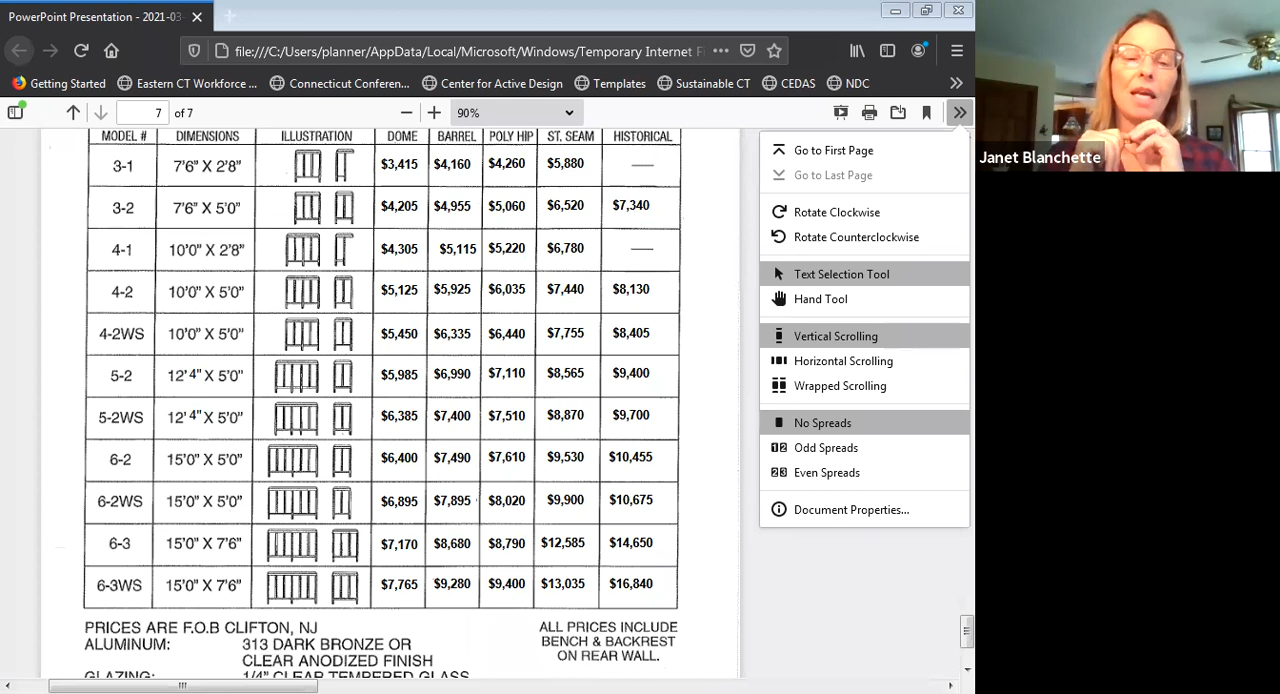 PowerPoint Presentation - 2021-03
file:///C:/Users/planner/AppData/Local/Microsoft/Windows/Temporary Internet Fi
Getting Started Eastern CT Workforce ... Connecticut Conferen... Center for Active Design Templates Sustainable CT CEDAS NDC
7 of 7 90%
MODEL # DIMENSIONS ILLUSTRATION DOME BARREL POLY HIP ST. SEAM HISTORICAL
3-1 7'6" X 2'8" $3,415 $4,160 $4,260 $5,880 —
3-2 7'6" X 5'0" $4,205 $4,955 $5,060 $6,520 $7,340
4-1 10'0" X 2'8" $4,305 $5,115 $5,220 $6,780 —
4-2 10'0" X 5'0" $5,125 $5,925 $6,035 $7,440 $8,130
4-2WS 10'0" X 5'0" $5,450 $6,335 $6,440 $7,755 $8,405
5-2 12'4" X 5'0" $5,985 $6,990 $7,110 $8,565 $9,400
5-2WS 12'4" X 5'0" $6,385 $7,400 $7,510 $8,870 $9,700
6-2 15'0" X 5'0" $6,400 $7,490 $7,610 $9,530 $10,455
6-2WS 15'0" X 5'0" $6,895 $7,895 $8,020 $9,900 $10,675
6-3 15'0" X 7'6" $7,170 $8,680 $8,790 $12,585 $14,650
6-3WS 15'0" X 7'6" $7,765 $9,280 $9,400 $13,035 $16,840
PRICES ARE F.O.B CLIFTON, NJ
ALUMINUM: 313 DARK BRONZE OR
CLEAR ANODIZED FINISH
GLAZING: 1/4" CLEAR TEMPERED GLASS
ALL PRICES INCLUDE
BENCH & BACKREST
ON REAR WALL.
Go to First Page
Go to Last Page
Rotate Clockwise
Rotate Counterclockwise
Text Selection Tool
Hand Tool
Vertical Scrolling
Horizontal Scrolling
Wrapped Scrolling
No Spreads
Odd Spreads
Even Spreads
Document Properties...
Janet Blanchette